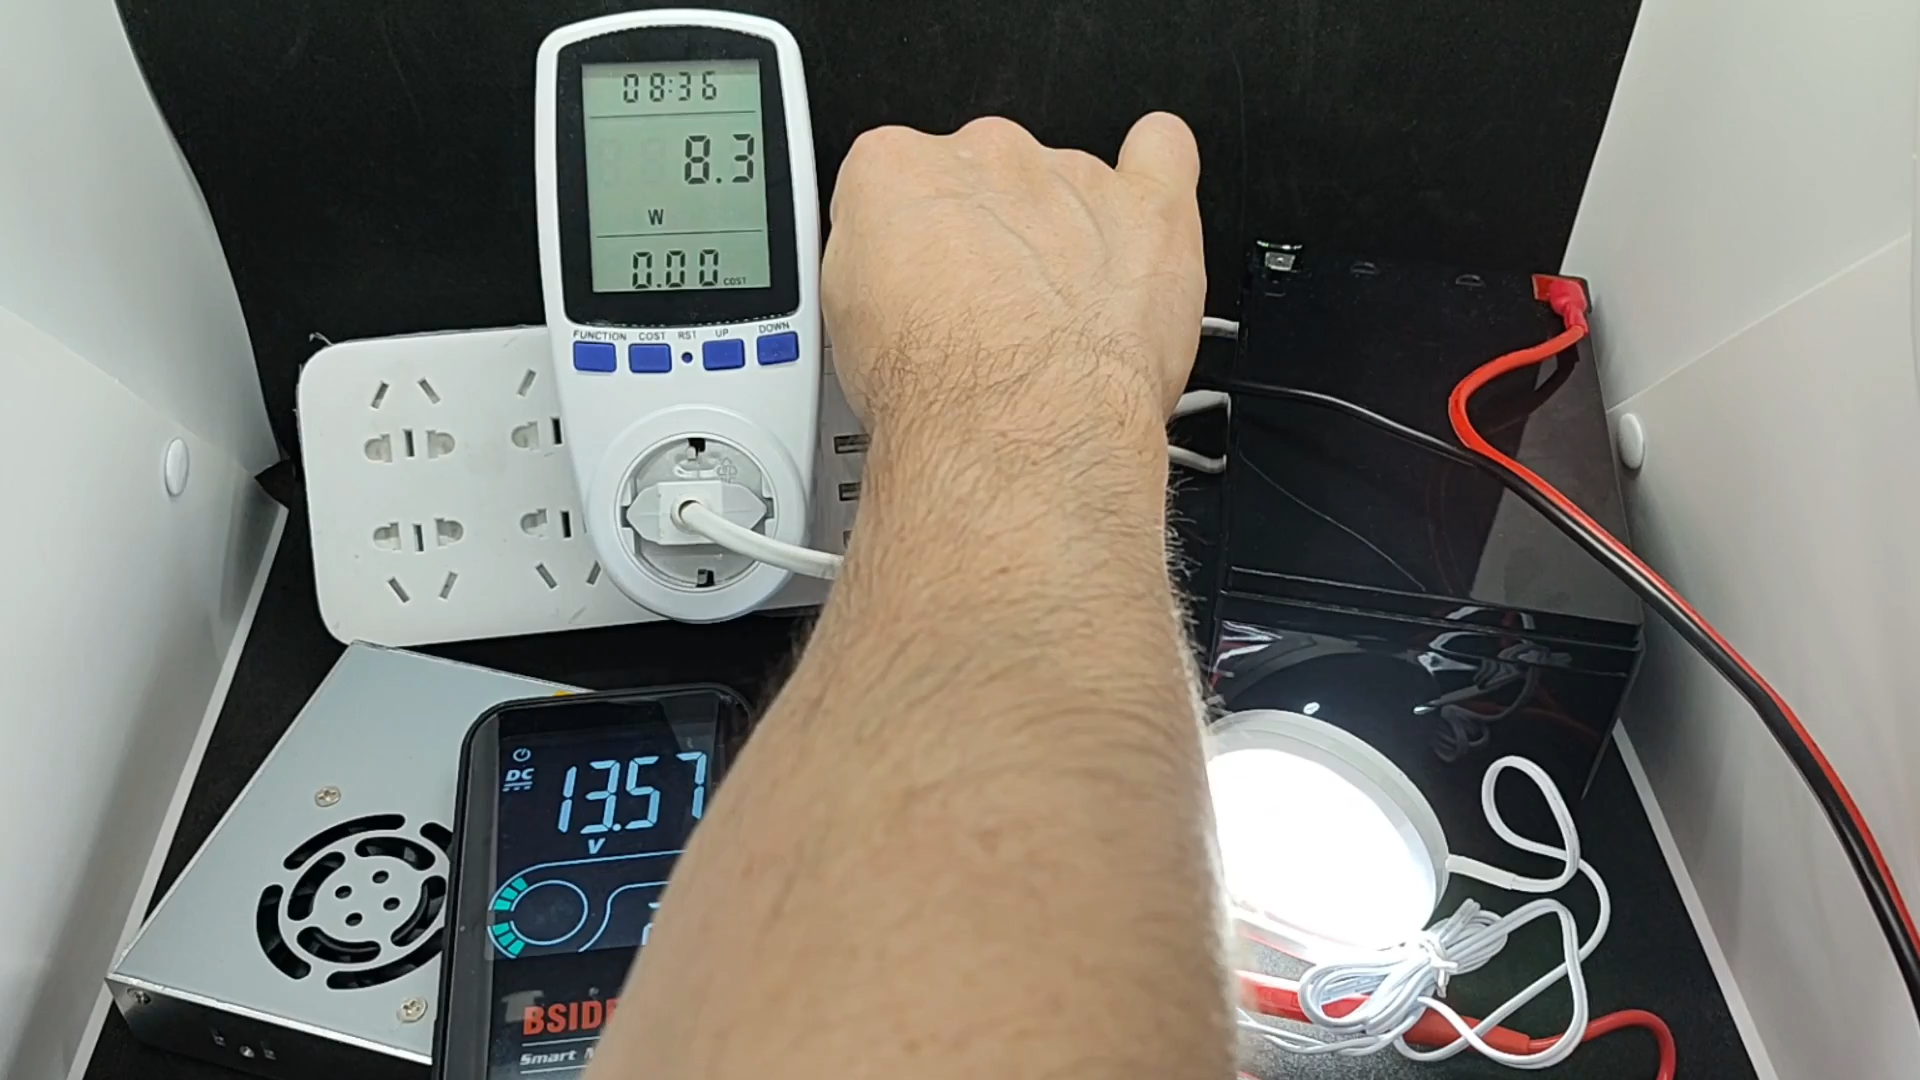 08:36
8.3
W
0.00 COST
FUNCTION COST RST UP DOWN
DC 13.57
V
BSIDE
Smart